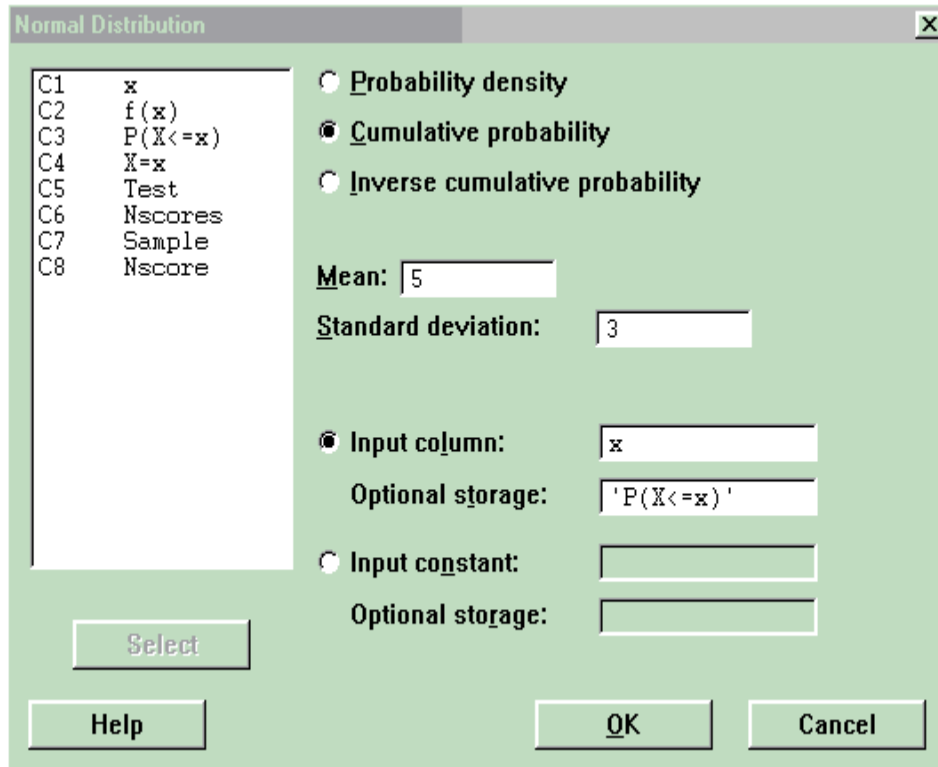 Normal Distribution
C1 x
C2 f(x)
C3 P(X<=x)
C4 X=x
C5 Test
C6 Nscores
C7 Sample
C8 Nscore
Probability density
Cumulative probability
Inverse cumulative probability
Mean: 5
Standard deviation: 3
Input column: x
Optional storage: 'P(X<=x)'
Input constant:
Optional storage:
Select
Help
OK
Cancel